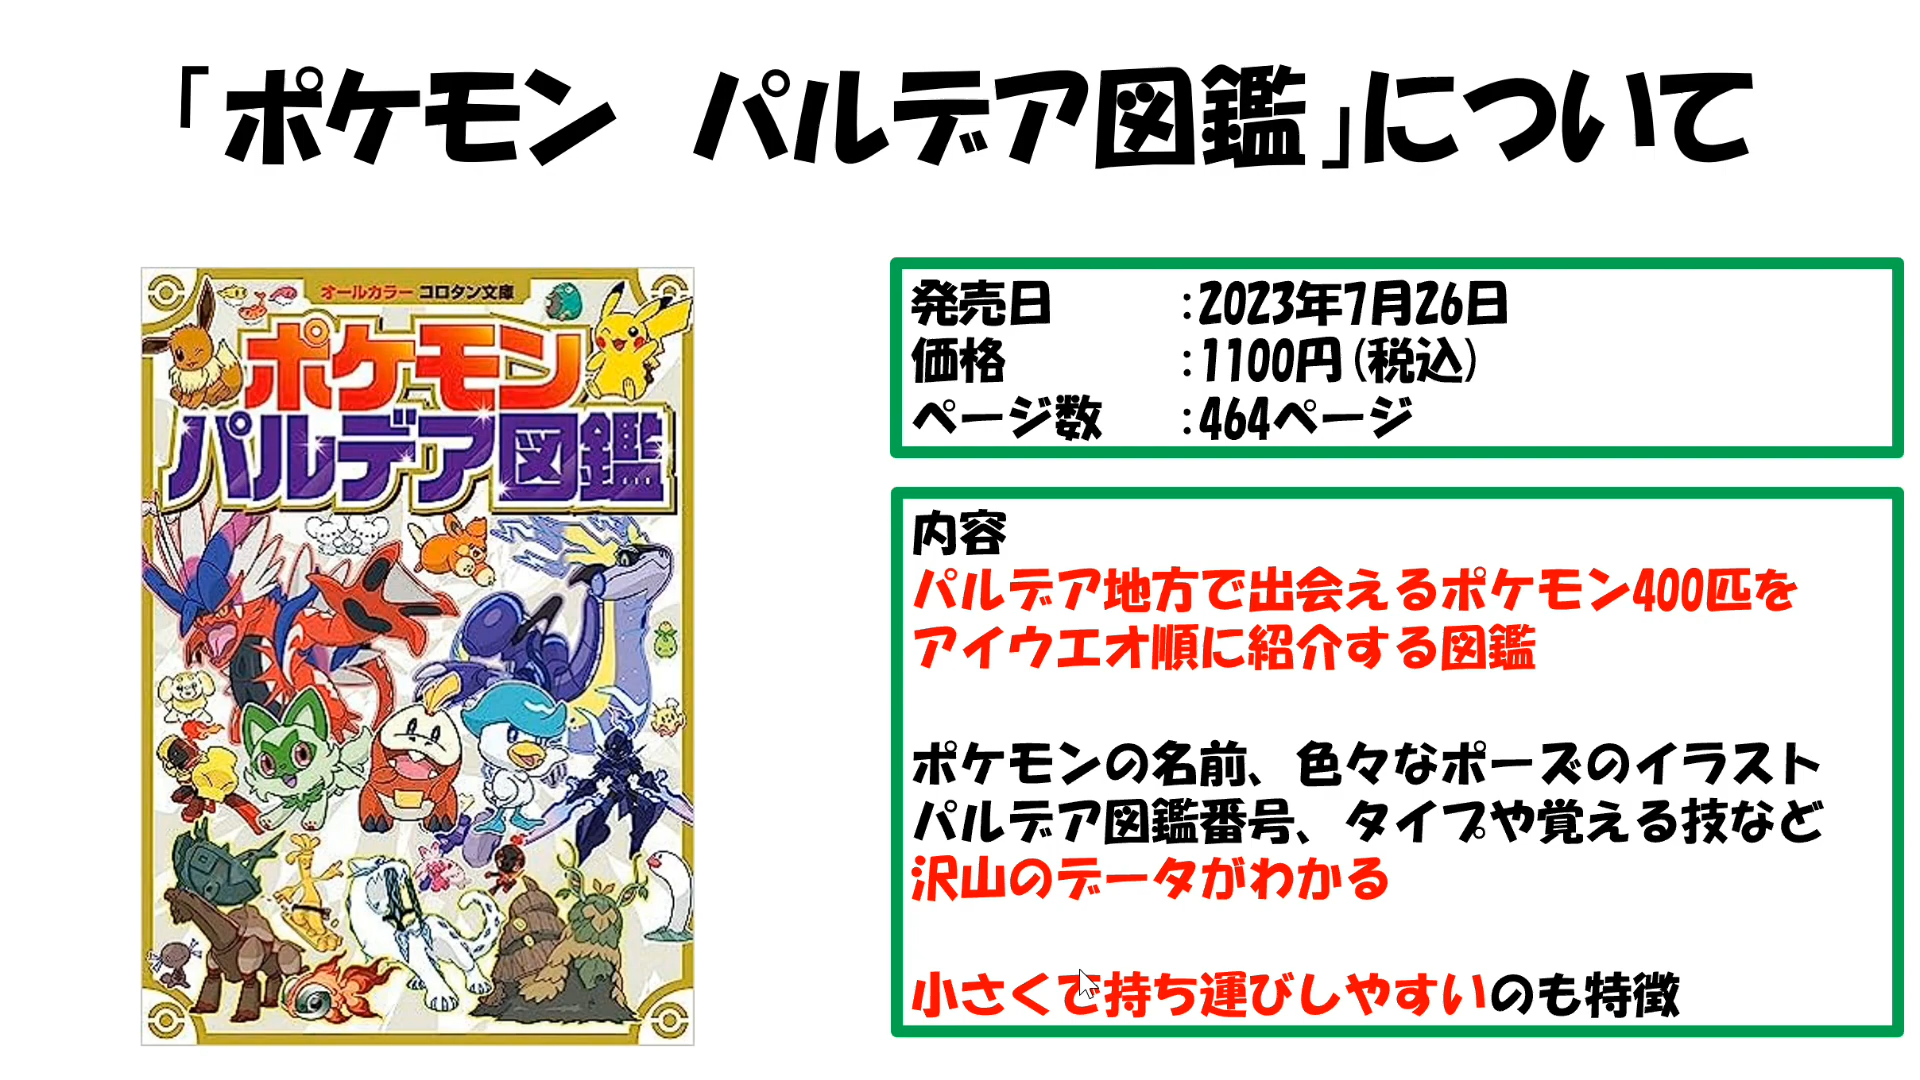 「ポケモン　パルデア図鑑」について
オールカラー コロタン文庫
ポケモン
パルデア図鑑
発売日　：2023年7月26日
価格　：1100円(税込)
ページ数　：464ページ
内容
パルデア地方で出会えるポケモン400匹を
アイウエオ順に紹介する図鑑
ポケモンの名前、色々なポーズのイラスト
パルデア図鑑番号、タイプや覚える技など
沢山のデータがわかる
小さくて持ち運びしやすいのも特徴